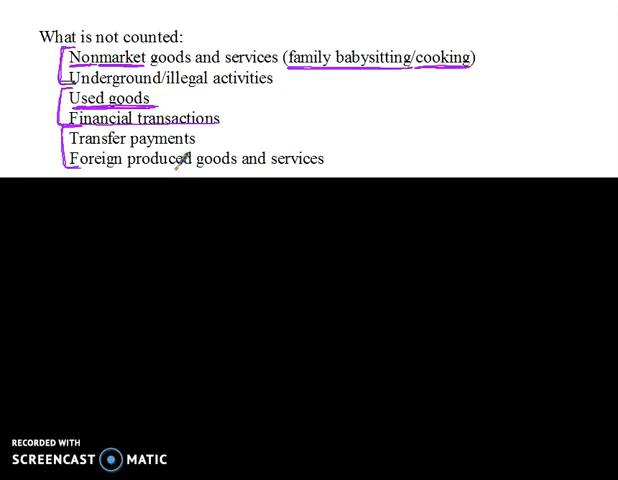 What is not counted:
Nonmarket goods and services (family babysitting/cooking)
Underground/illegal activities
Used goods
Financial transactions
Transfer payments
Foreign produced goods and services
RECORDED WITH
SCREENCAST MATIC